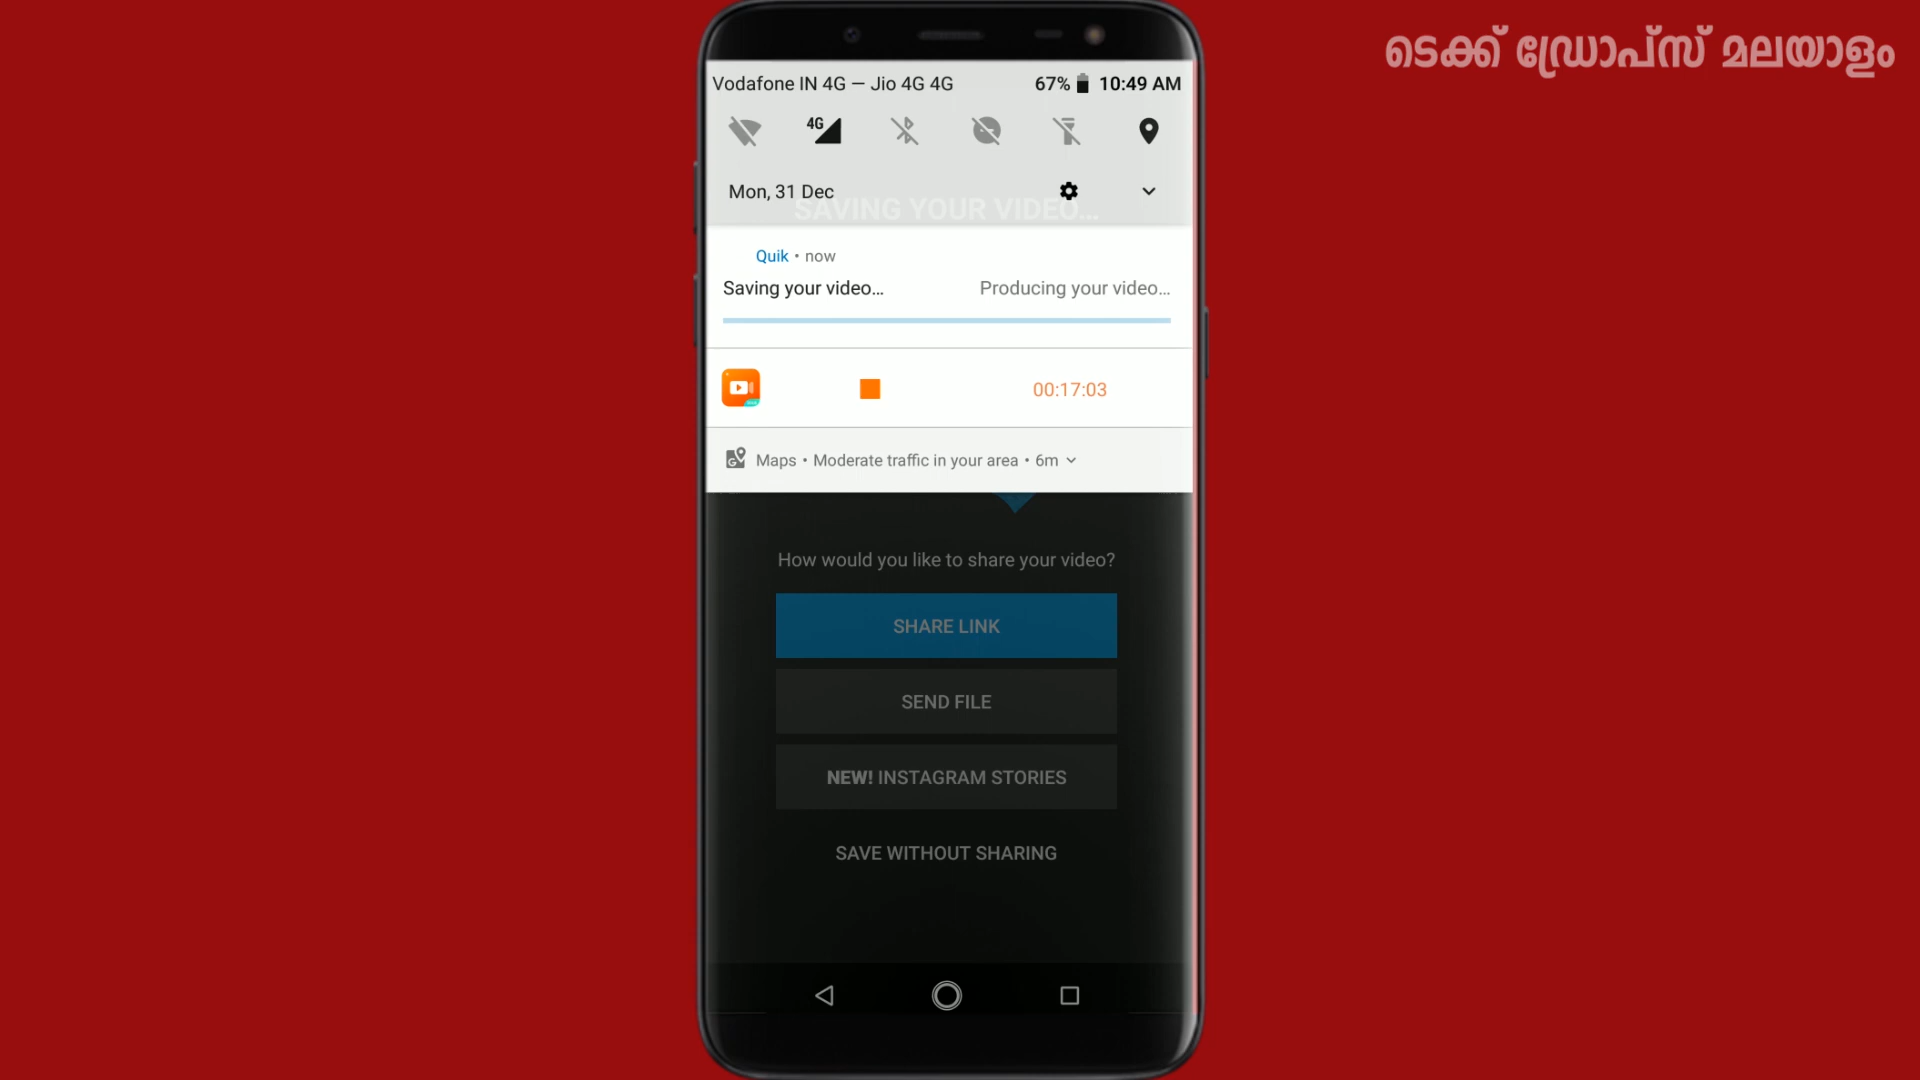 ടെക്ക് ഡ്രോപ്സ് മലയാളം
Vodafone IN 4G — Jio 4G 4G 67% 10:49 AM
4G
Mon, 31 Dec
SAVING YOUR VIDEO...
Quik • now
Saving your video... Producing your video...
00:17:03
Maps • Moderate traffic in your area • 6m
How would you like to share your video?
SHARE LINK
SEND FILE
NEW! INSTAGRAM STORIES
SAVE WITHOUT SHARING